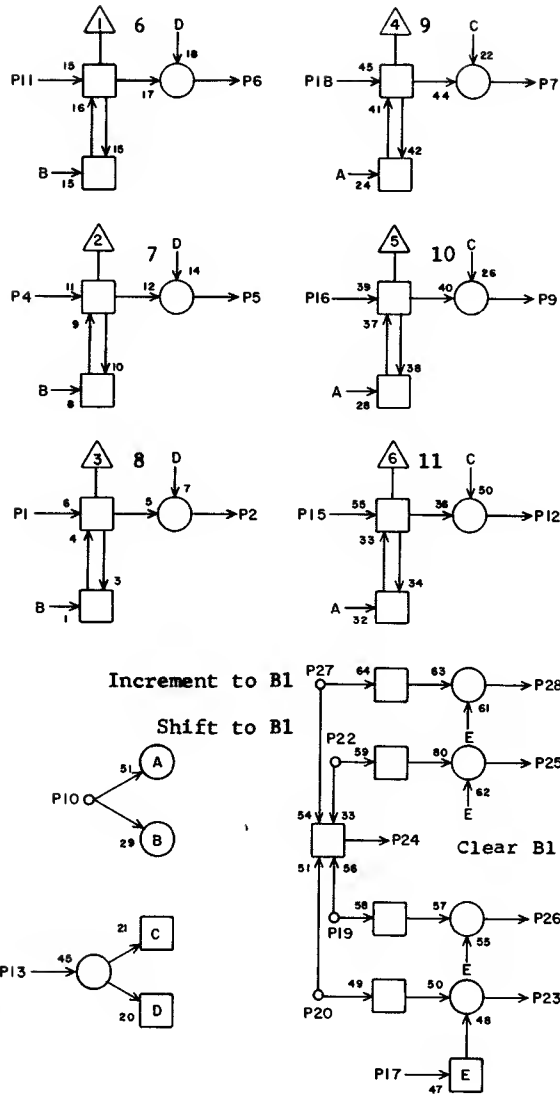 1 6 D 4 9 C
18 22
P11 15 P6 P1B 45 P7
16 17 41 44
15 42
B 15 A 24
2 7 D 5 10 C
14 26
P4 11 12 P5 P16 39 40 P9
9 37
10 38
B 8 A 28
3 8 D 6 11 C
7 50
P1 6 5 P2 P15 55 36 P12
4 33
3 34
B 1 A 32
Increment to B1 P27 64 63 P28
61
Shift to B1 E
P22 59 80 P25
51 A 62
P10 54 33 E
29 B P24 Clear B1
51 56
58 57 P26
21 C P19 55
P13 45 E
20 D 49 50 P23
P20 48
P17 E
47